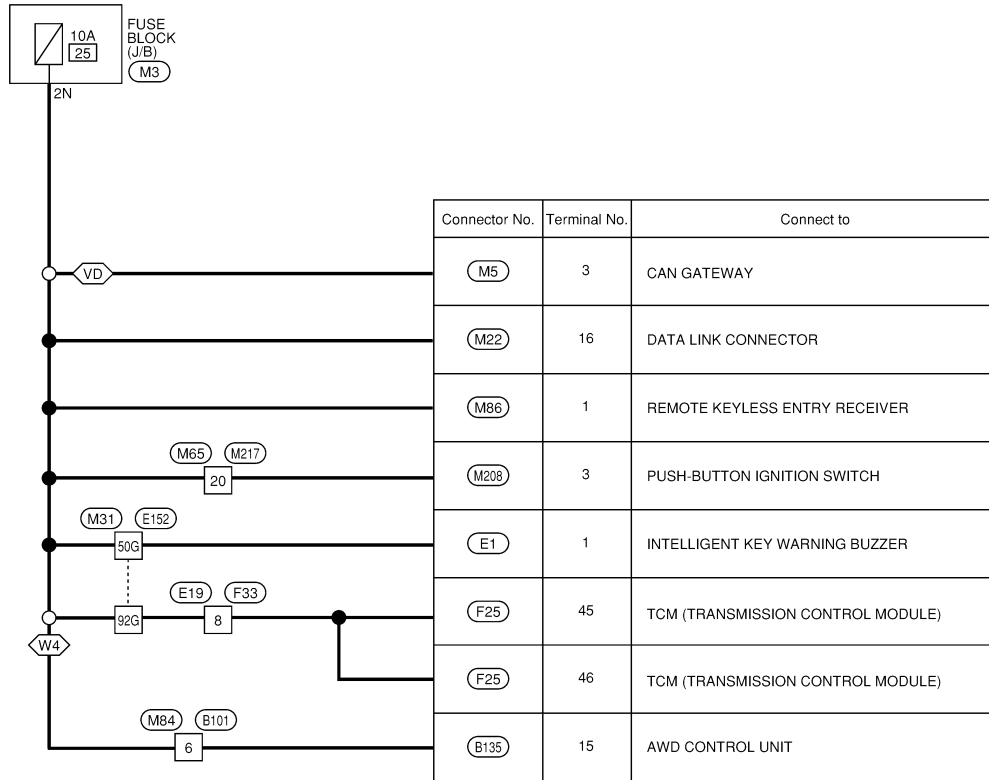 10A
25
FUSE
BLOCK
(J/B)
M3
2N
Connector No. Terminal No. Connect to
VD M5 3 CAN GATEWAY
M22 16 DATA LINK CONNECTOR
M86 1 REMOTE KEYLESS ENTRY RECEIVER
M65 M217
20 M208 3 PUSH-BUTTON IGNITION SWITCH
M31 E152
50G E1 1 INTELLIGENT KEY WARNING BUZZER
E19 F33
92G 8 F25 45 TCM (TRANSMISSION CONTROL MODULE)
W4
F25 46 TCM (TRANSMISSION CONTROL MODULE)
M84 B101
6 B135 15 AWD CONTROL UNIT